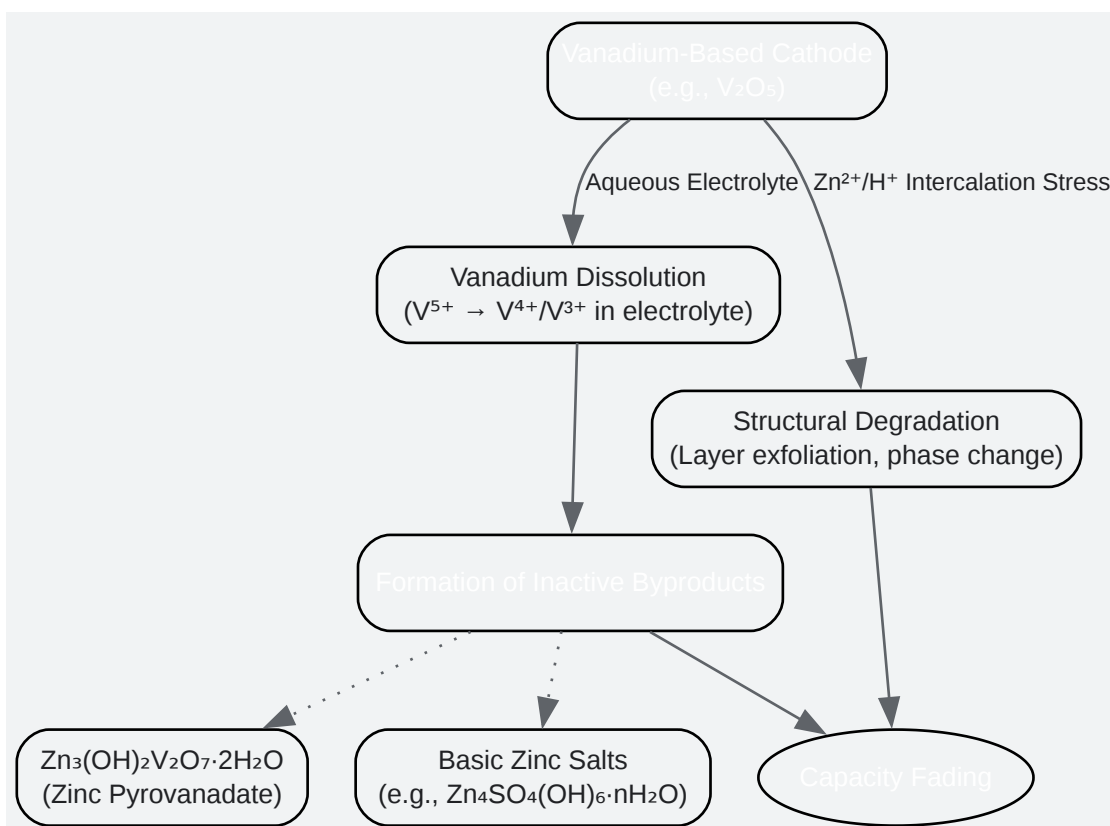 Vanadium-Based Cathode
(e.g., V₂O₅)
Aqueous Electrolyte
Zn²⁺/H⁺ Intercalation Stress
Vanadium Dissolution
(V⁵⁺ → V⁴⁺/V³⁺ in electrolyte)
Structural Degradation
(Layer exfoliation, phase change)
Formation of Inactive Byproducts
Zn₃(OH)₂V₂O₇·2H₂O
(Zinc Pyrovanadate)
Basic Zinc Salts
(e.g., Zn₄SO₄(OH)₆·nH₂O)
Capacity Fading